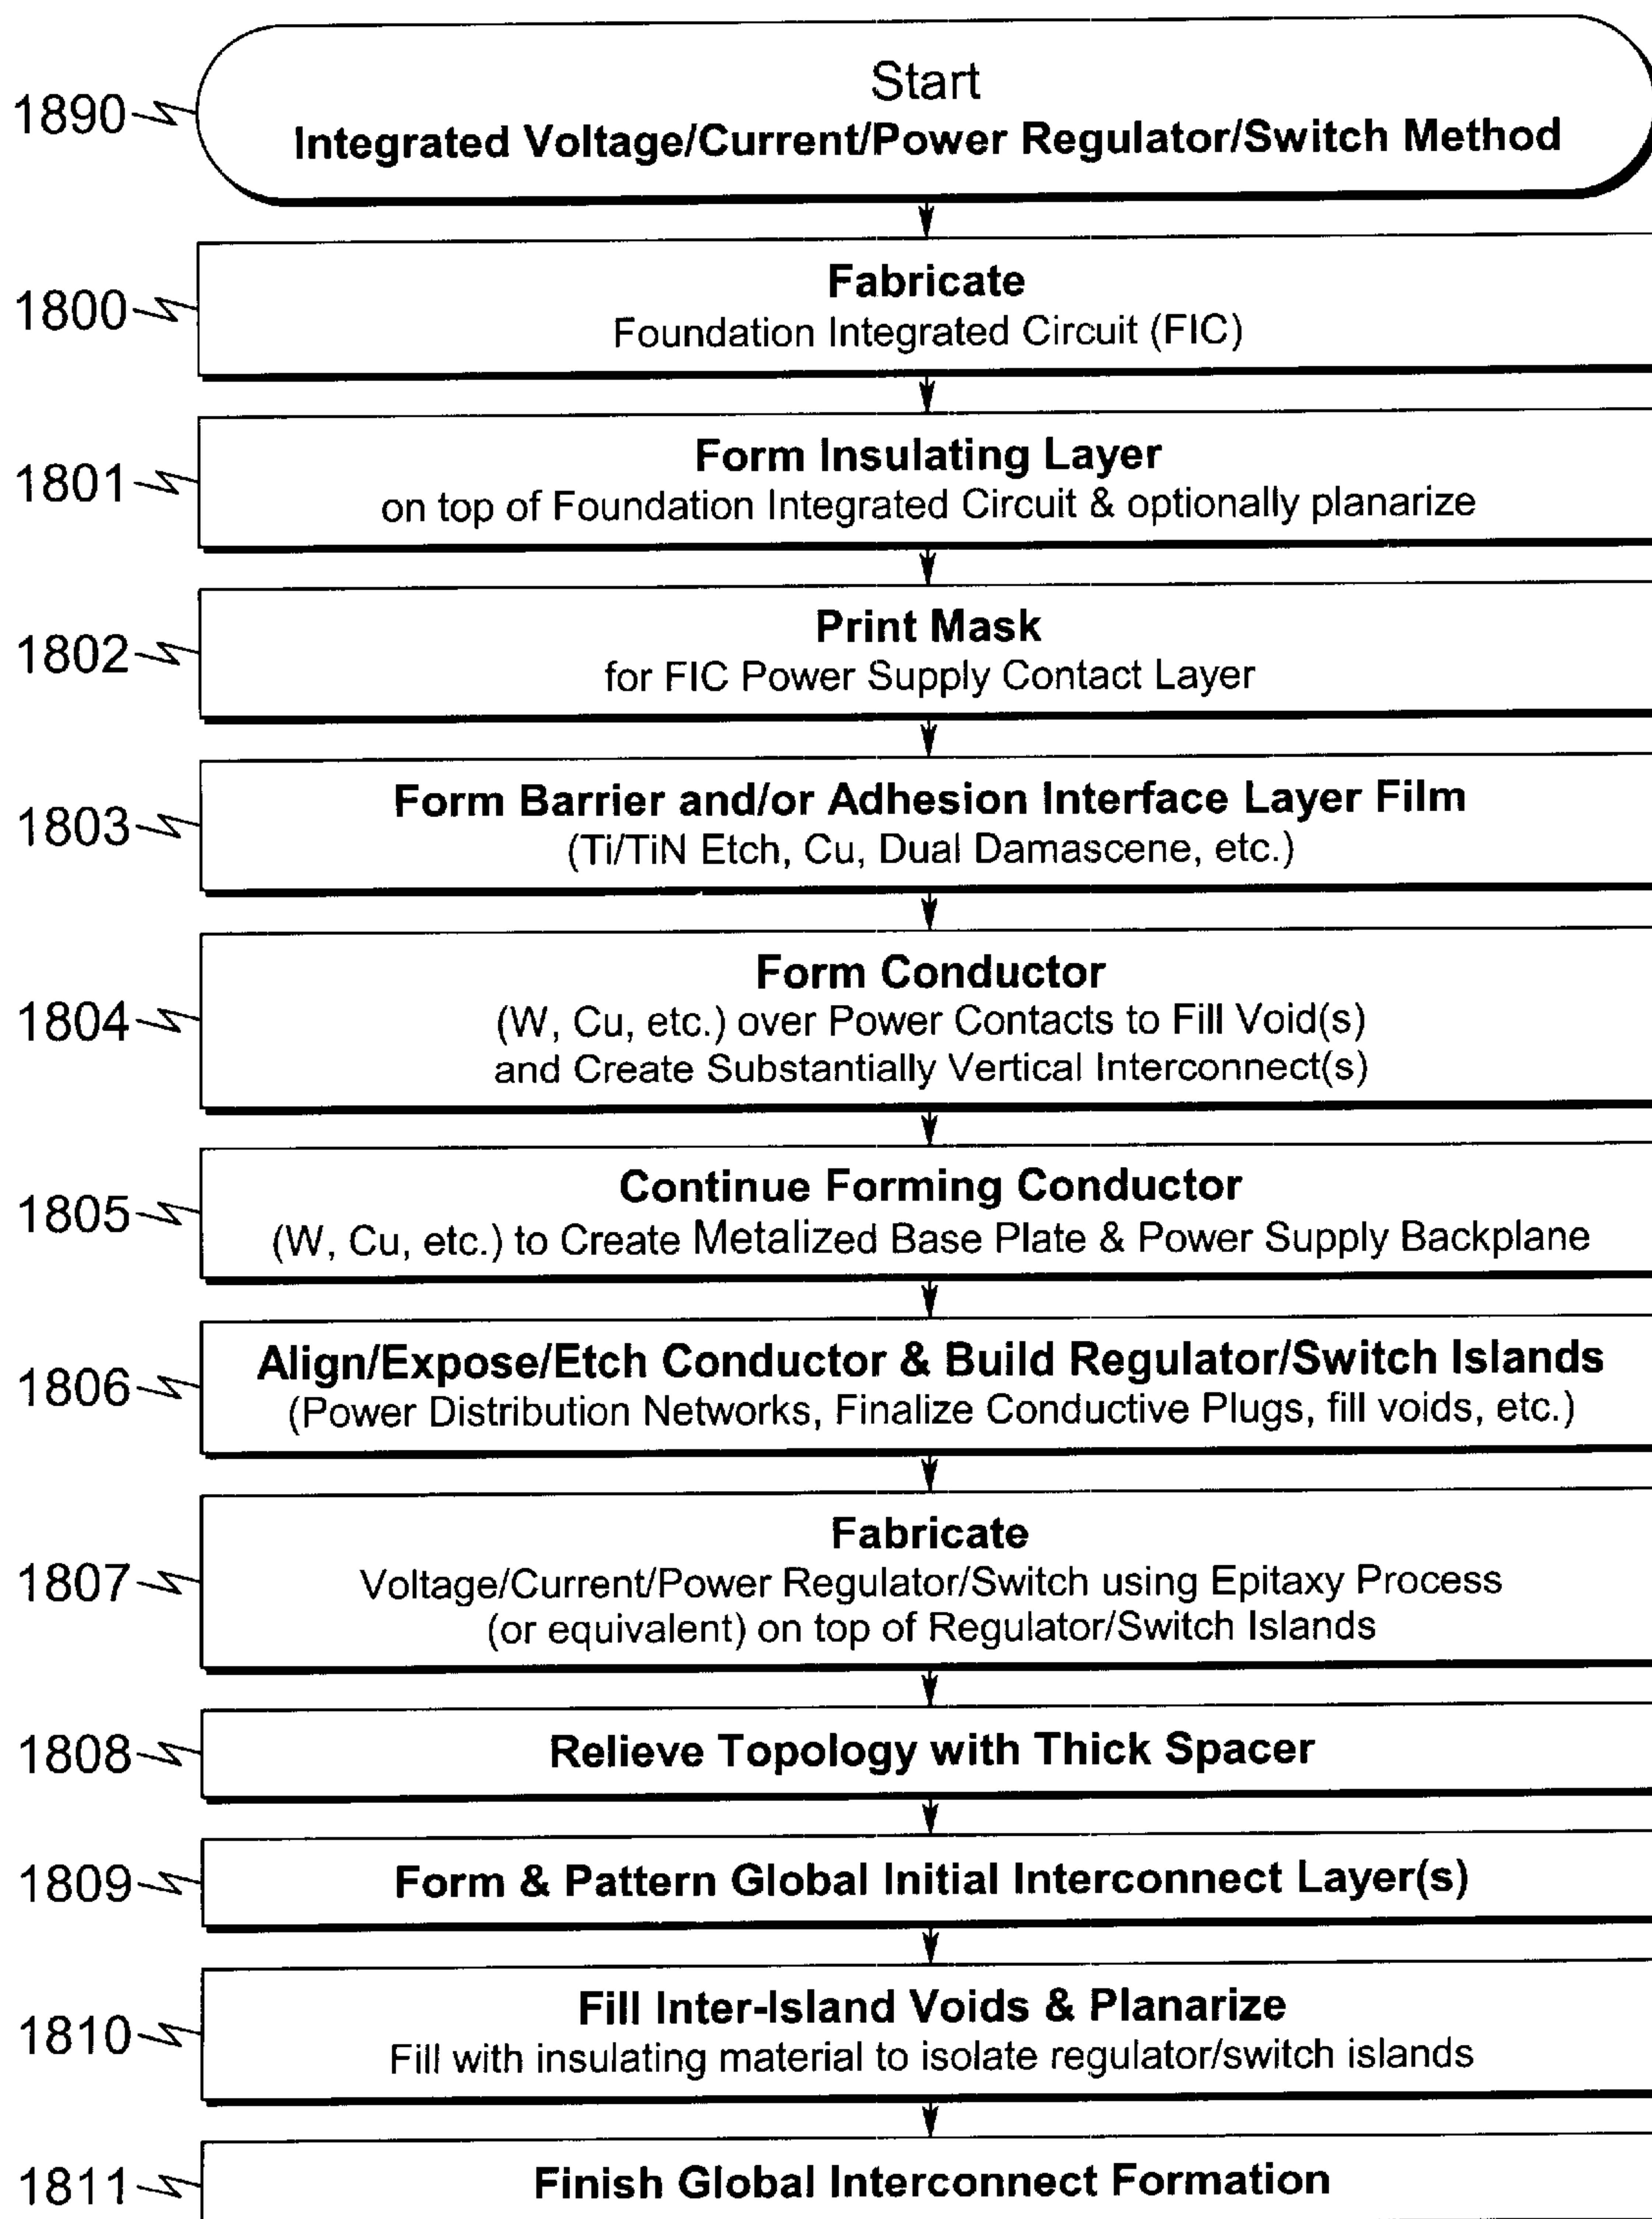 1890
Start
Integrated Voltage/Current/Power Regulator/Switch Method
1800
Fabricate
Foundation Integrated Circuit (FIC)
1801
Form Insulating Layer
on top of Foundation Integrated Circuit & optionally planarize
1802
Print Mask
for FIC Power Supply Contact Layer
1803
Form Barrier and/or Adhesion Interface Layer Film
(Ti/TiN Etch, Cu, Dual Damascene, etc.)
1804
Form Conductor
(W, Cu, etc.) over Power Contacts to Fill Void(s)
and Create Substantially Vertical Interconnect(s)
1805
Continue Forming Conductor
(W, Cu, etc.) to Create Metalized Base Plate & Power Supply Backplane
1806
Align/Expose/Etch Conductor & Build Regulator/Switch Islands
(Power Distribution Networks, Finalize Conductive Plugs, fill voids, etc.)
1807
Fabricate
Voltage/Current/Power Regulator/Switch using Epitaxy Process
(or equivalent) on top of Regulator/Switch Islands
1808
Relieve Topology with Thick Spacer
1809
Form & Pattern Global Initial Interconnect Layer(s)
1810
Fill Inter-Island Voids & Planarize
Fill with insulating material to isolate regulator/switch islands
1811
Finish Global Interconnect Formation